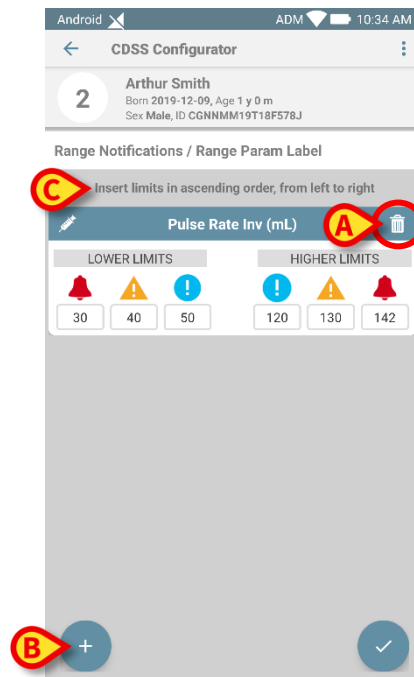 Android ADM 10:34 AM
CDSS Configurator
2
Arthur Smith
Born 2019-12-09, Age 1 y 0 m
Sex Male, ID CGNNMM19T18F578J
Range Notifications / Range Param Label
C Insert limits in ascending order, from left to right
Pulse Rate Inv (mL) A
LOWER LIMITS HIGHER LIMITS
30 40 50 120 130 142
B +